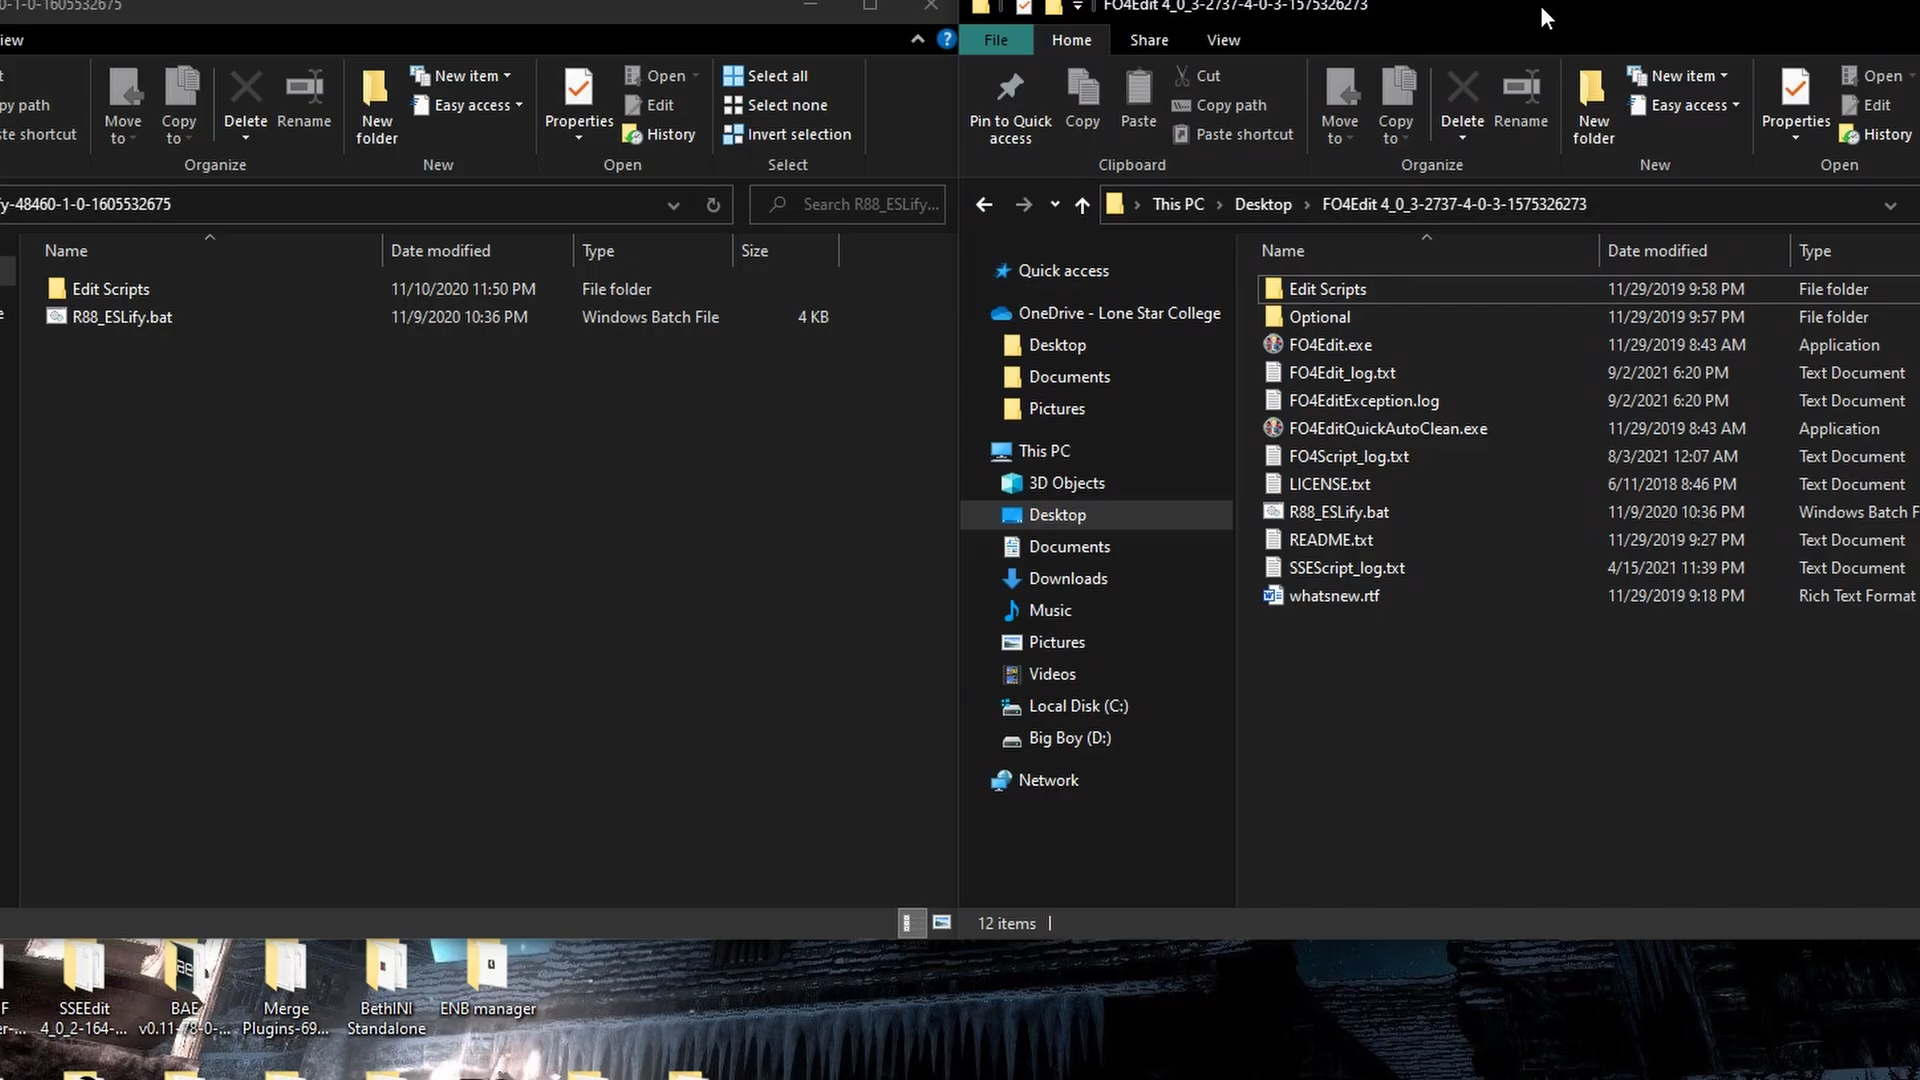 0-1-0-1605532675
iew
t
py path
te shortcut
Move to
Copy to
Delete
Rename
Organize
New folder
New item
Easy access
New
Properties
Open
Edit
History
Open
Select all
Select none
Invert selection
Select
fy-48460-1-0-1605532675
Search R88_ESLify...
Name
Date modified
Type
Size
Edit Scripts 11/10/2020 11:50 PM File folder
R88_ESLify.bat 11/9/2020 10:36 PM Windows Batch File 4 KB
FO4Edit 4_0_3-2737-4-0-3-1575326273
File Home Share View
Pin to Quick access
Copy
Paste
Cut
Copy path
Paste shortcut
Clipboard
Move to
Copy to
Delete
Rename
Organize
New folder
New item
Easy access
New
Properties
Open
Edit
History
Open
This PC Desktop FO4Edit 4_0_3-2737-4-0-3-1575326273
Quick access
OneDrive - Lone Star College
Desktop
Documents
Pictures
This PC
3D Objects
Desktop
Documents
Downloads
Music
Pictures
Videos
Local Disk (C:)
Big Boy (D:)
Network
Name Date modified Type
Edit Scripts 11/29/2019 9:58 PM File folder
Optional 11/29/2019 9:57 PM File folder
FO4Edit.exe 11/29/2019 8:43 AM Application
FO4Edit_log.txt 9/2/2021 6:20 PM Text Document
FO4EditException.log 9/2/2021 6:20 PM Text Document
FO4EditQuickAutoClean.exe 11/29/2019 8:43 AM Application
FO4Script_log.txt 8/3/2021 12:07 AM Text Document
LICENSE.txt 6/11/2018 8:46 PM Text Document
R88_ESLify.bat 11/9/2020 10:36 PM Windows Batch F
README.txt 11/29/2019 9:27 PM Text Document
SSEScript_log.txt 4/15/2021 11:39 PM Text Document
whatsnew.rtf 11/29/2019 9:18 PM Rich Text Format
12 items
F
er-...
SSEEdit
4_0_2-164-...
BAE
v0.11-78-0-...
Merge
Plugins-69...
BethINI
Standalone
ENB manager